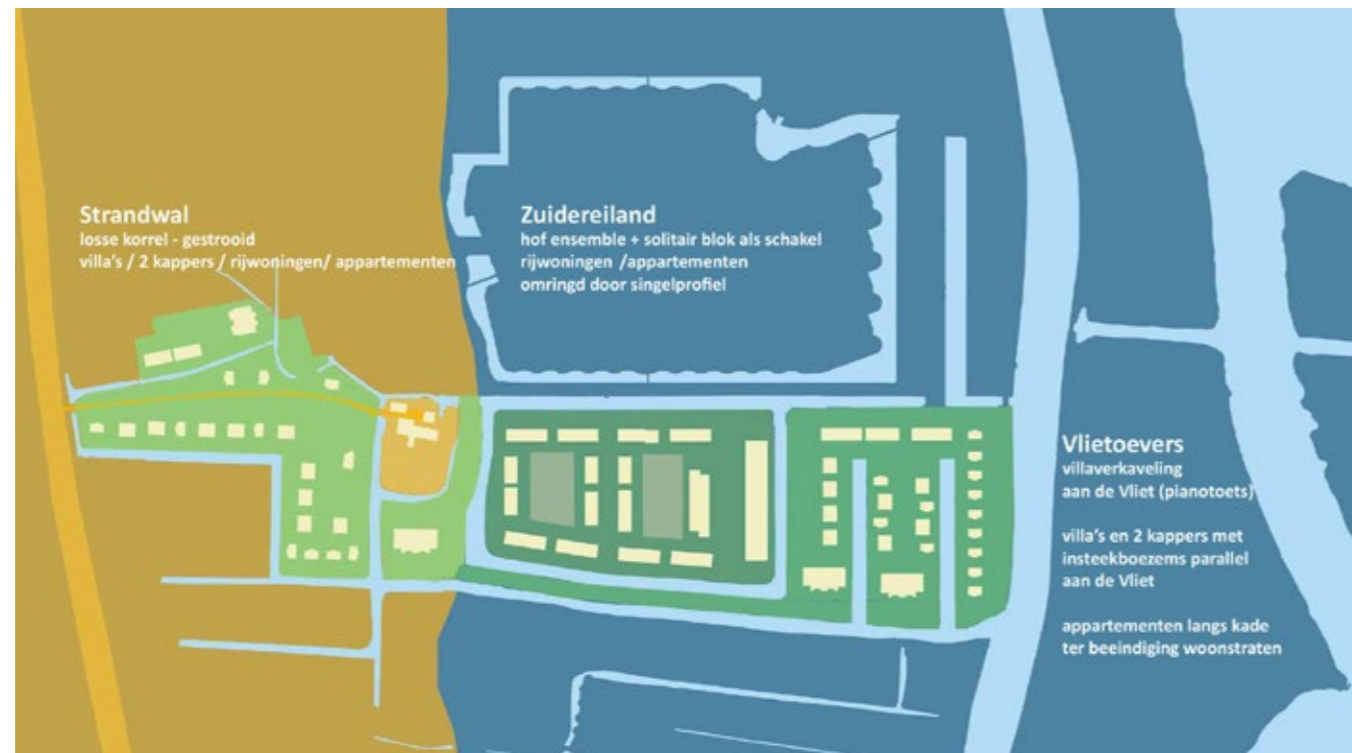 Strandwal
losse korrel - gestrooid
villa's / 2 kappers / rijwoningen/ appartementen
Zuidereiland
hof ensemble + solitair blok als schakel
rijwoningen /appartementen
omringd door singelprofiel
Vlietoevers
villaverkaveling
aan de Vliet (pianotoets)
villa's en 2 kappers met
insteekboezems parallel
aan de Vliet
appartementen langs kade
ter beeindiging woonstraten